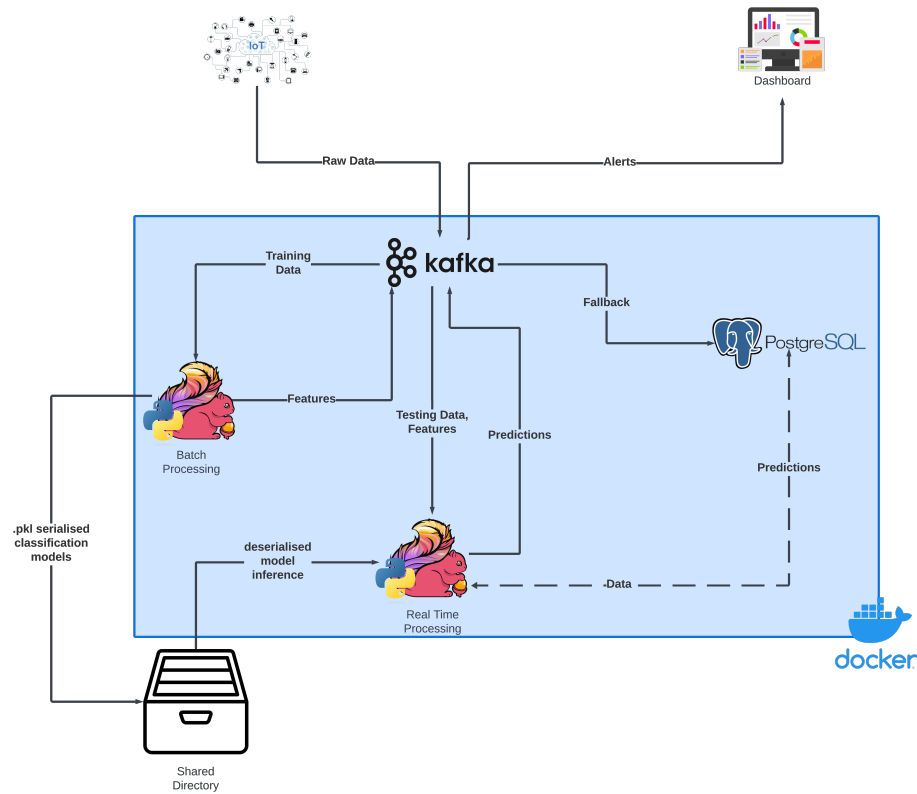 IoT
Dashboard
Raw Data
Alerts
kafka
Training
Data
Fallback
PostgreSQL
Features
Testing Data,
Features
Predictions
Batch
Processing
Predictions
.pkl serialised
classification
models
deserialised
model
inference
Data
Real Time
Processing
docker
Shared
Directory